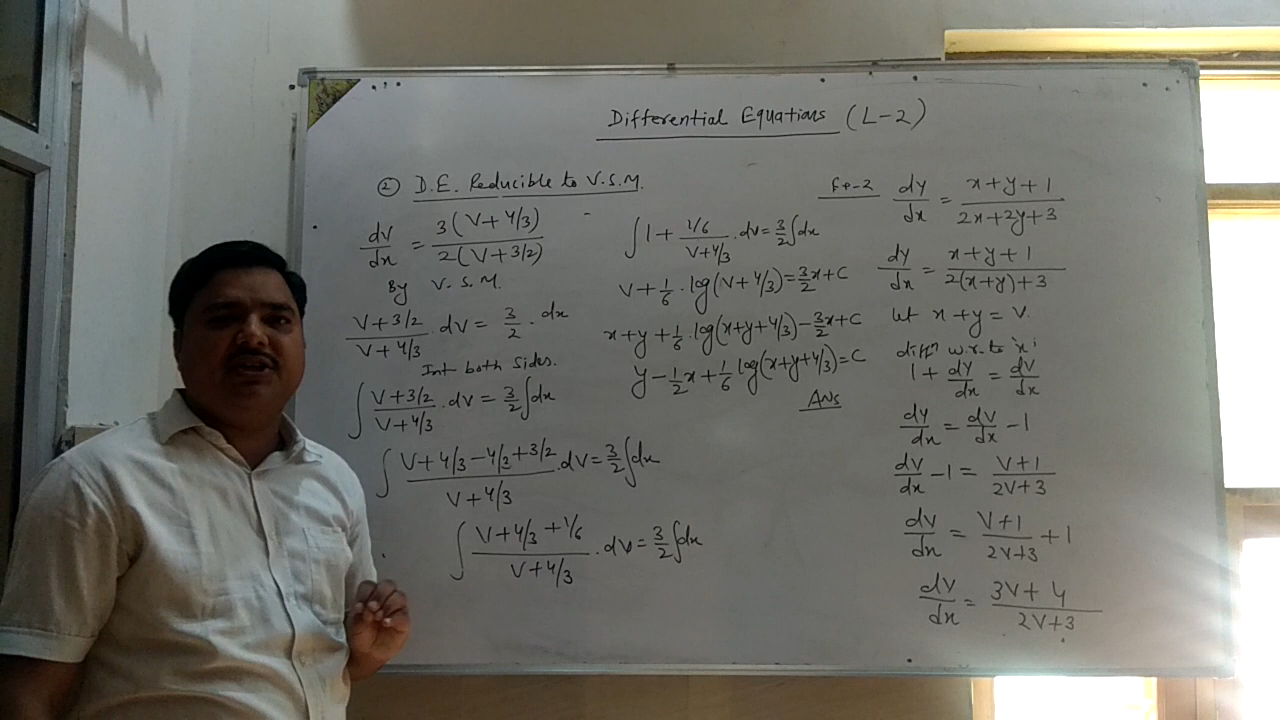 Differential Equations (L-2)
② D.E. Reducible to V.S.M.
Ex-2 dy/dx = (x+y+1)/(2x+2y+3)
dy/dx = (x+y+1)/(2(x+y)+3)
let x+y = V.
diffⁿ w.r.to 'x'
1 + dy/dx = dV/dx
dy/dx = dV/dx - 1
dV/dx - 1 = (V+1)/(2V+3)
dV/dx = (V+1)/(2V+3) + 1
dV/dx = (3V+4)/(2V+3)
dV/dx = 3(V+4/3)/2(V+3/2)
By V.S.M.
(V+3/2)/(V+4/3) . dV = 3/2 . dx
Int both sides.
∫ (V+3/2)/(V+4/3) . dV = 3/2 ∫dx
∫ (V+4/3-4/3+3/2)/(V+4/3) . dV = 3/2 ∫dx
∫ (V+4/3+1/6)/(V+4/3) . dV = 3/2 ∫dx
∫ 1 + (1/6)/(V+4/3) . dV = 3/2 ∫dx
V + 1/6 . log(V+4/3) = 3/2 x + C
x+y + 1/6 . log(x+y+4/3) - 3/2 x + C
y - 1/2 x + 1/6 log(x+y+4/3) = C
Ans